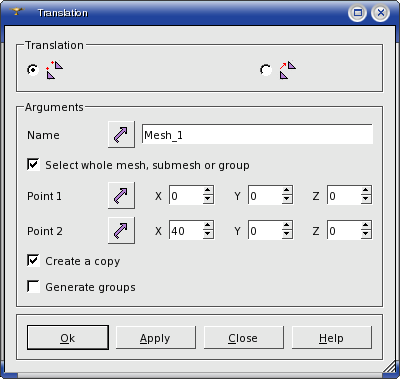 Translation
Translation
Arguments
Name Mesh_1
Select whole mesh, submesh or group
Point 1 X 0 Y 0 Z 0
Point 2 X 40 Y 0 Z 0
Create a copy
Generate groups
Ok Apply Close Help